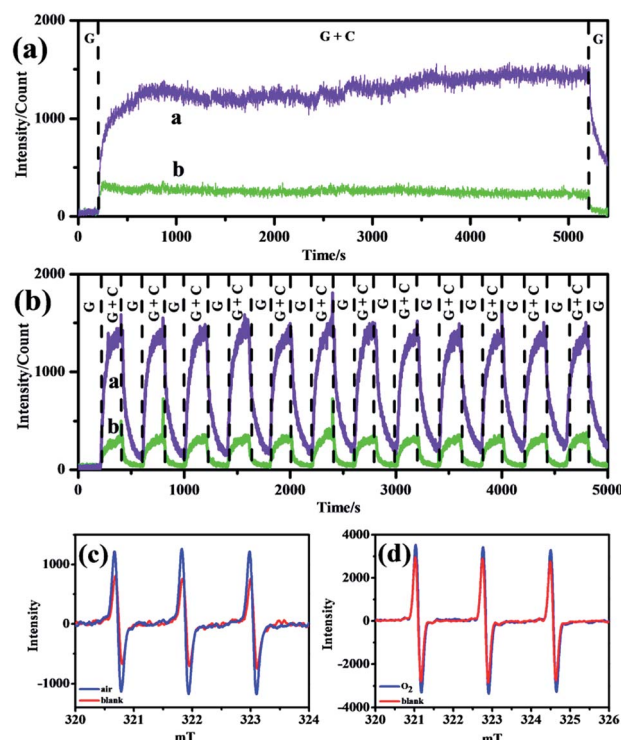 (a)
G
G + C
G
Intensity/Count
2000
1000
0
a
b
0
1000
2000
3000
4000
5000
Time/s
(b)
G
G + C
G
G + C
G
G + C
G
G + C
G
G + C
G
G + C
G
G + C
G
G + C
G
G + C
G
G + C
G
G + C
G
G + C
G
Intensity/Count
2000
1000
0
a
b
0
1000
2000
3000
4000
5000
Time/s
(c)
Intensity
1000
0
-1000
air
blank
320
321
322
323
324
mT
(d)
Intensity
4000
2000
0
-2000
-4000
O2
blank
320
321
322
323
324
325
326
mT